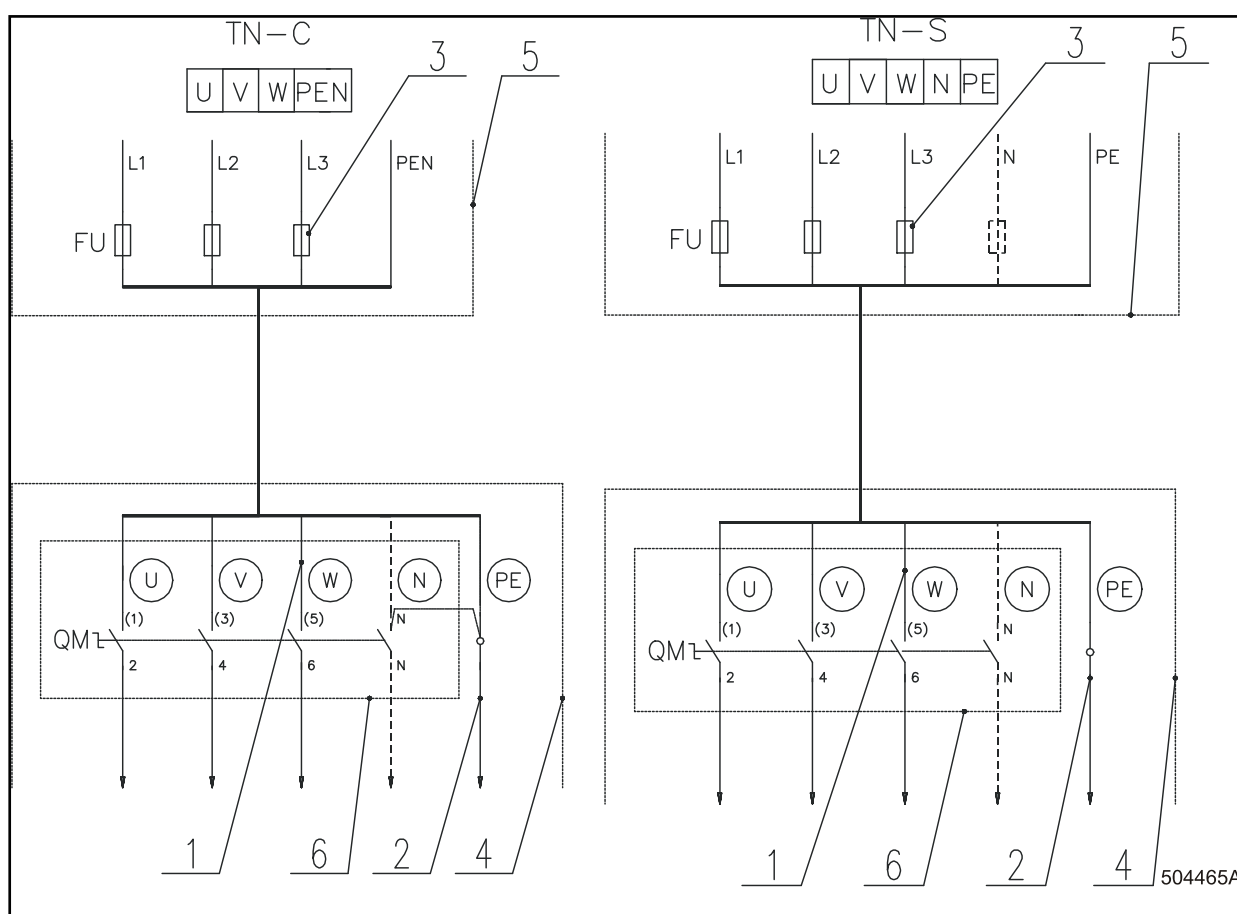 TN-C
TN-S
3
5
3
5
U V W PEN
U V W N PE
L1 L2 L3 PEN
L1 L2 L3 N PE
FU
FU
U V W N PE
U V W N PE
(1) (3) (5) N
(1) (3) (5) N
QM
QM
2 4 6 N
2 4 6 N
1 6 2 4
1 6 2 4
504465A